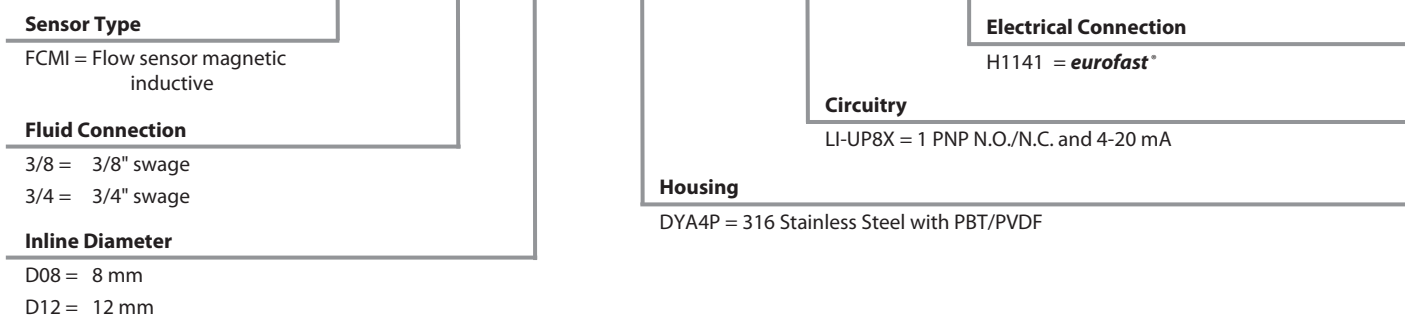 Sensor Type
FCMI = Flow sensor magnetic
inductive
Fluid Connection
3/8 = 3/8" swage
3/4 = 3/4" swage
Inline Diameter
D08 = 8 mm
D12 = 12 mm
Electrical Connection
H1141 = eurofast®
Circuitry
LI-UP8X = 1 PNP N.O./N.C. and 4-20 mA
Housing
DYA4P = 316 Stainless Steel with PBT/PVDF